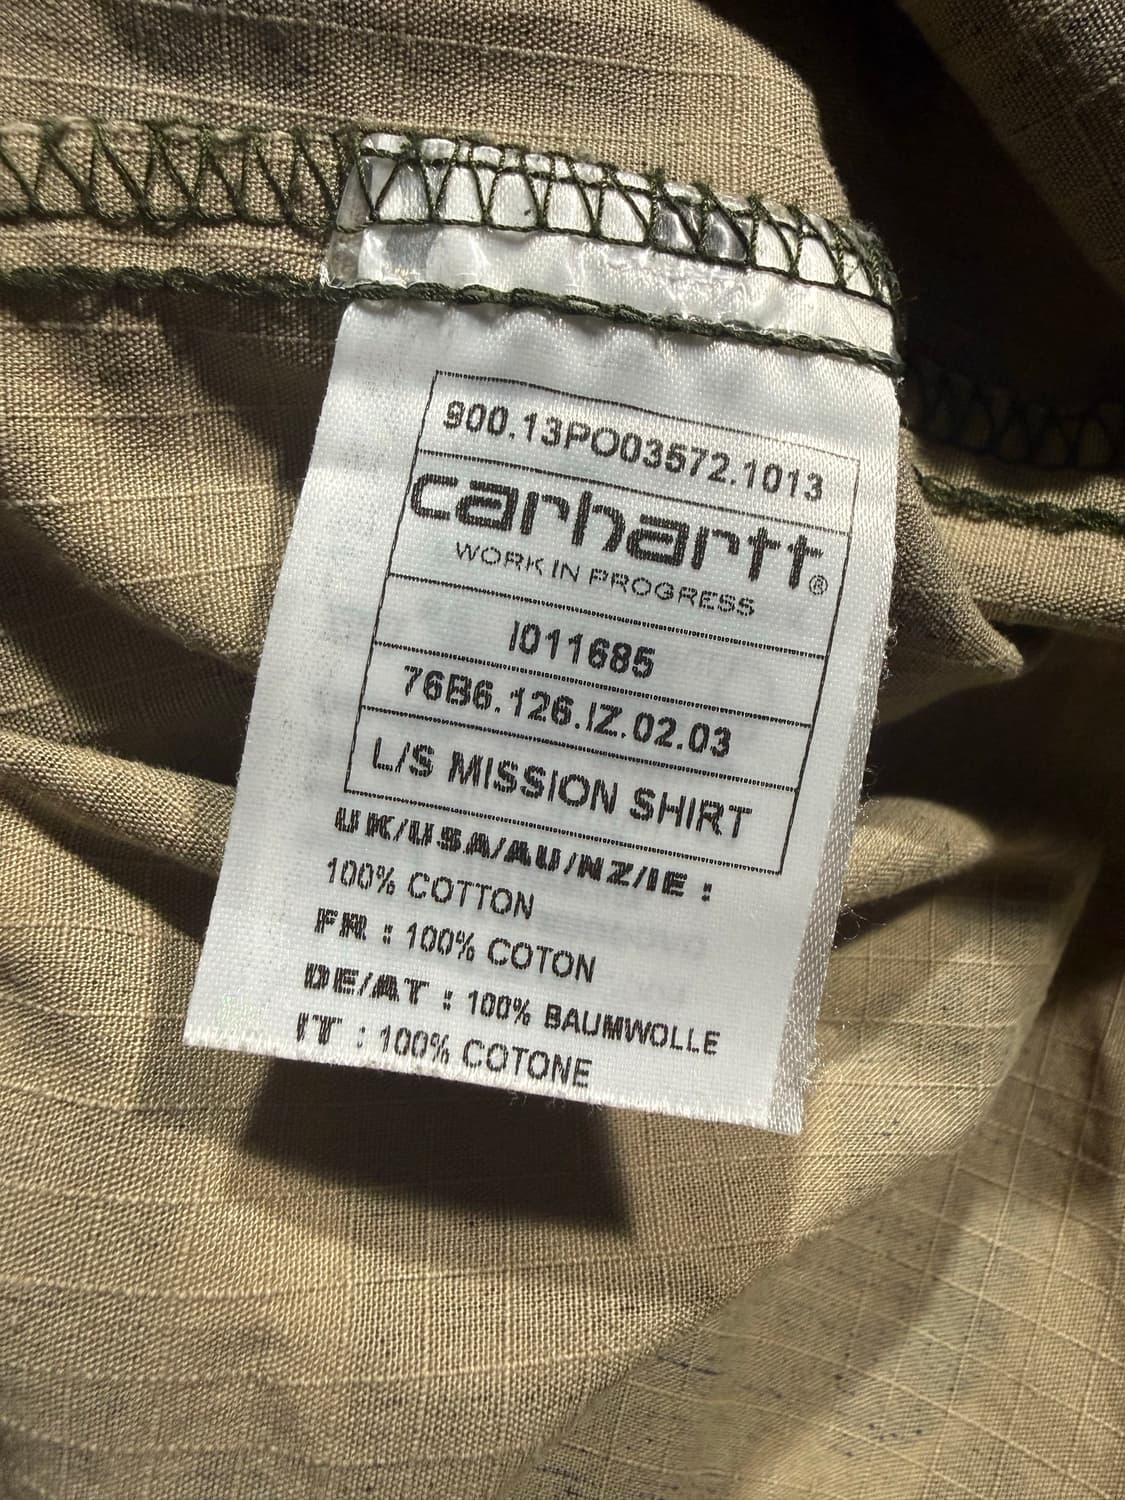 900.13PO03572.1013
carhartt®
WORK IN PROGRESS
I011685
76B6.126.IZ.02.03
L/S MISSION SHIRT
UK/USA/AU/NZ/IE :
100% COTTON
FR : 100% COTON
DE/AT : 100% BAUMWOLLE
IT : 100% COTONE